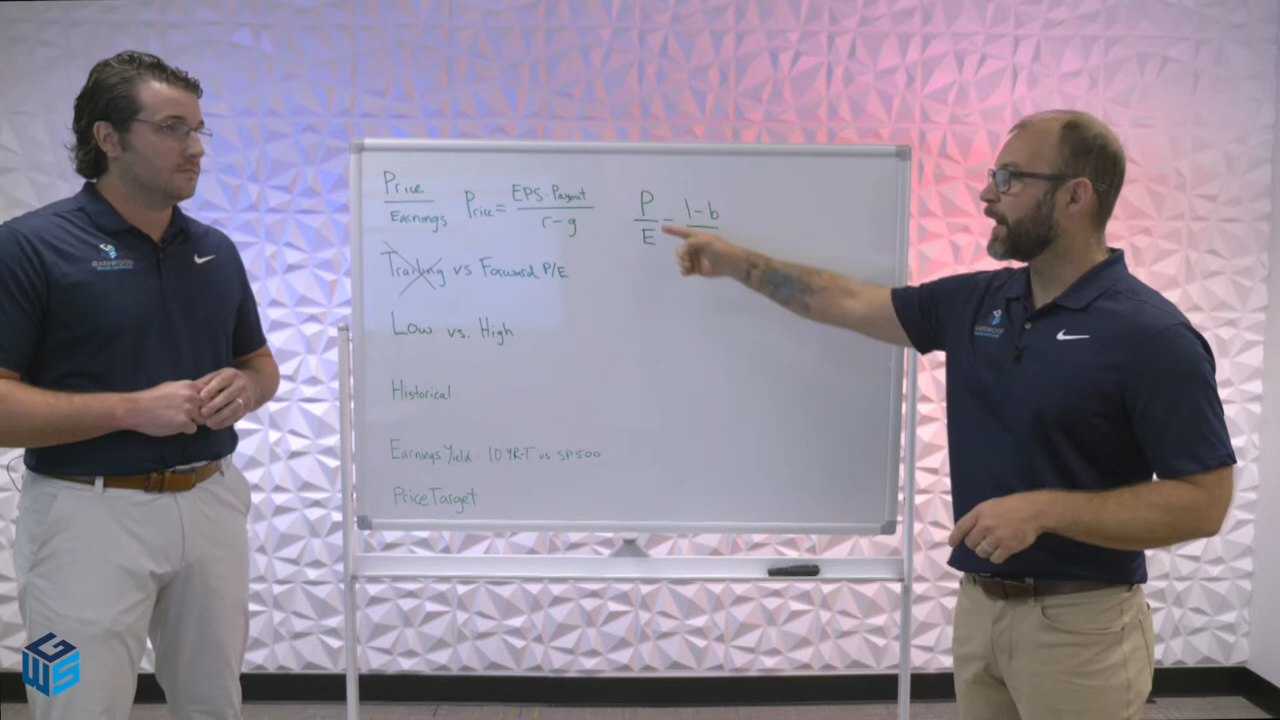 Price
Earnings
Price = EPS · Payout
r - g
P
E
= 1 - b
Trailing vs Forward P/E
Low vs. High
Historical
Earnings Yield: 10 YR-T vs SP500
Price Target
GATEWOOD
GWS